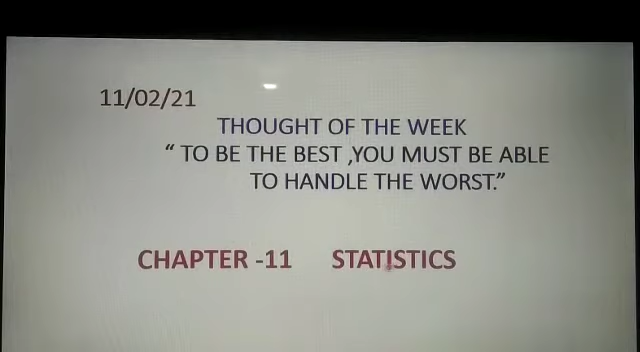 11/02/21
THOUGHT OF THE WEEK
“ TO BE THE BEST ,YOU MUST BE ABLE
TO HANDLE THE WORST.”
CHAPTER -11 STATISTICS